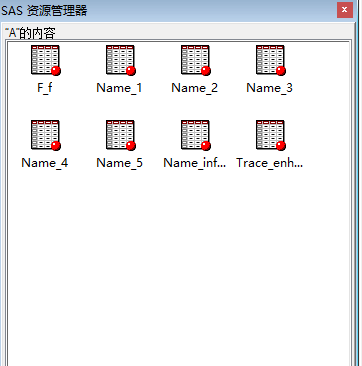 SAS 资源管理器
x
“A”的内容
F_f Name_1 Name_2 Name_3
Name_4 Name_5 Name_inf... Trace_enh...